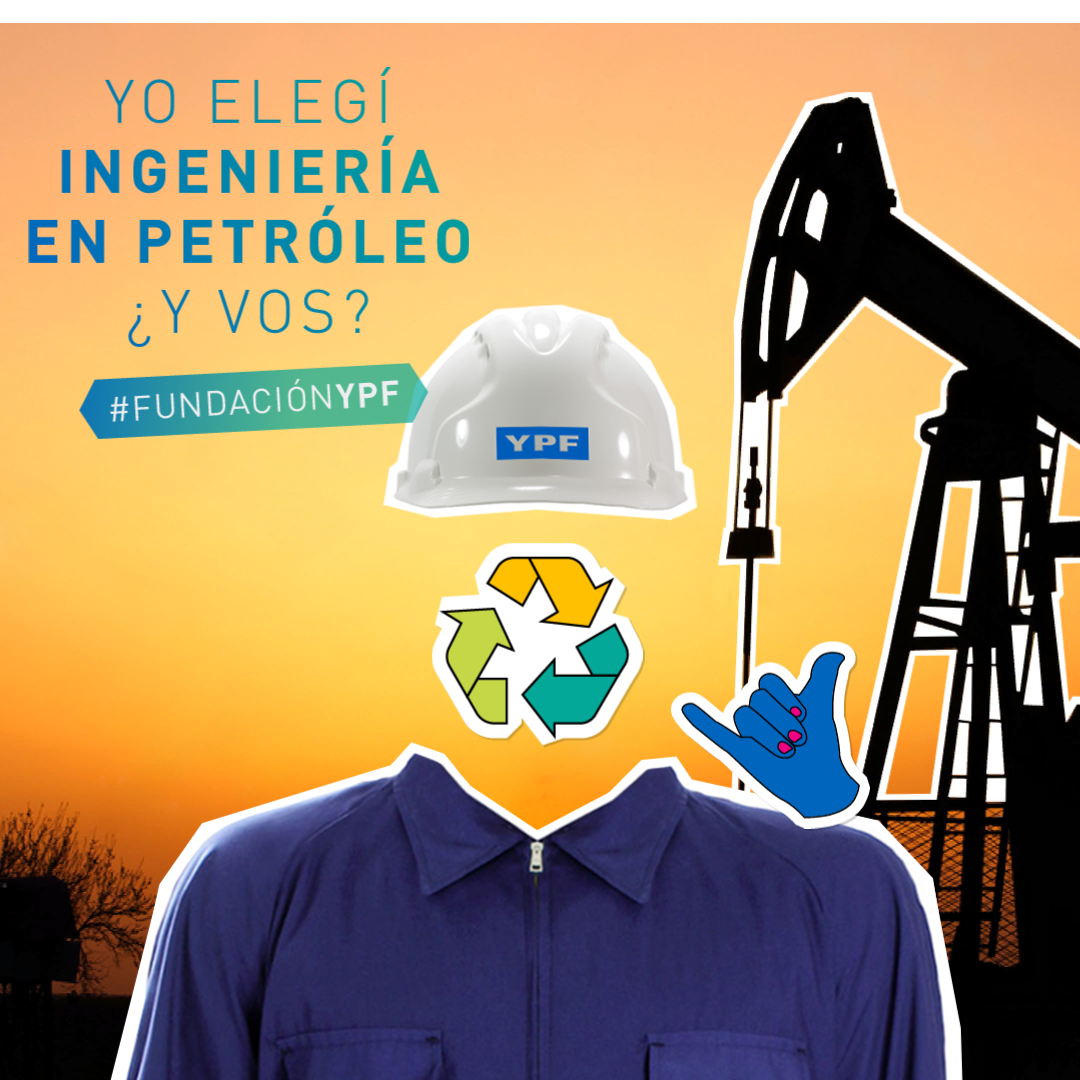 YO ELEGÍ
INGENIERÍA
EN PETRÓLEO
¿Y VOS?
#FUNDACIÓNYPF
YPF